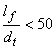 l_f / d_t < 50